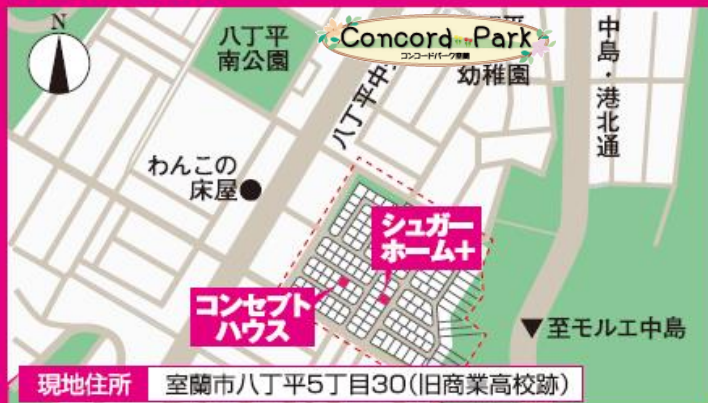 N
八丁平
南公園
Concord Park
コンコードパーク室蘭
幼稚園
八丁平中
中島・港北通
わんこの
床屋
シュガー
ホーム+
コンセプト
ハウス
▼至モルエ中島
現地住所 室蘭市八丁平5丁目30(旧商業高校跡)